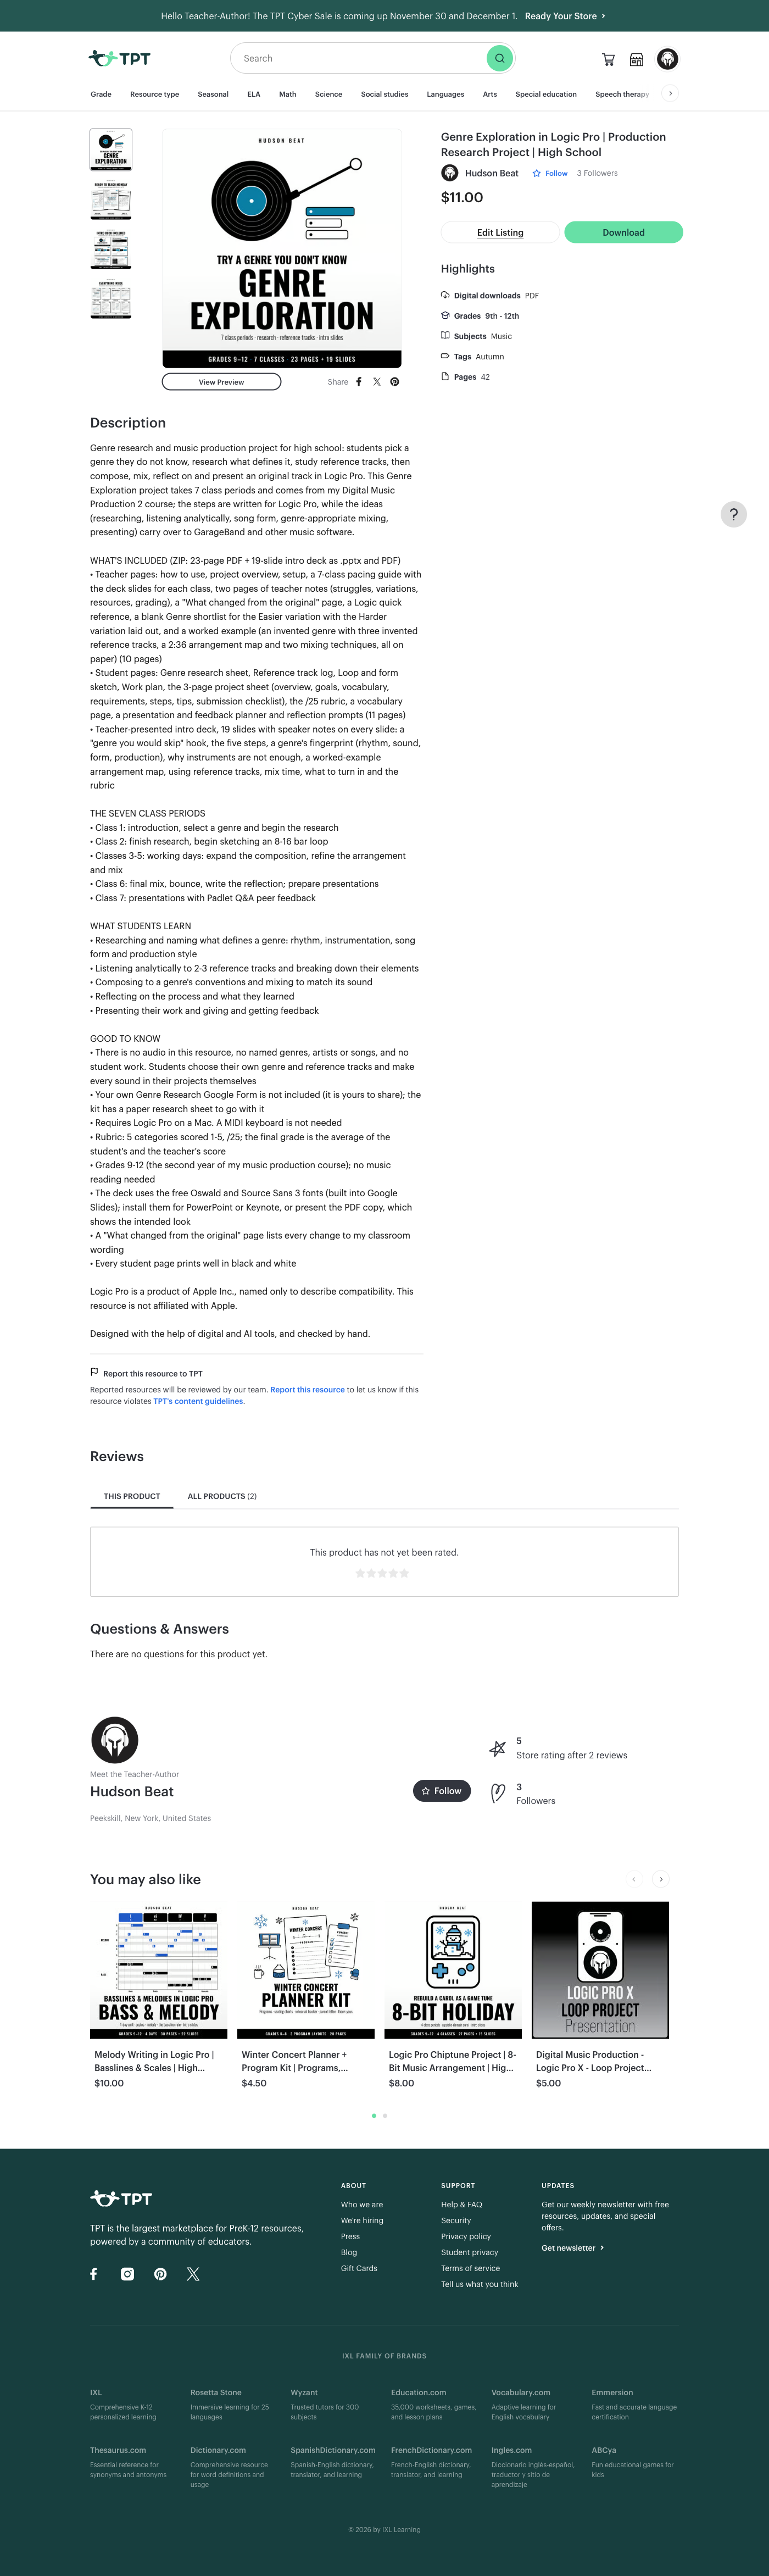 Hello Teacher-Author! The TPT Cyber Sale is coming up November 30 and December 1. Ready Your Store
TPT
Search
Grade Resource type Seasonal ELA Math Science Social studies Languages Arts Special education Speech therapy
HUDSON BEAT
TRY A GENRE YOU DON'T KNOW
GENRE
EXPLORATION
7 class periods · research · reference tracks · intro slides
GRADES 9–12 7 CLASSES 23 PAGES + 19 SLIDES
View Preview
Share
Genre Exploration in Logic Pro | Production
Research Project | High School
Hudson Beat Follow 3 Followers
$11.00
Edit Listing
Download
Highlights
Digital downloads PDF
Grades 9th - 12th
Subjects Music
Tags Autumn
Pages 42
Description
Genre research and music production project for high school: students pick a
genre they do not know, research what defines it, study reference tracks, then
compose, mix, reflect on and present an original track in Logic Pro. This Genre
Exploration project takes 7 class periods and comes from my Digital Music
Production 2 course; the steps are written for Logic Pro, while the ideas
(researching, listening analytically, song form, genre-appropriate mixing,
presenting) carry over to GarageBand and other music software.
WHAT'S INCLUDED (ZIP: 23-page PDF + 19-slide intro deck as .pptx and PDF)
• Teacher pages: how to use, project overview, setup, a 7-class pacing guide with
the deck slides for each class, two pages of teacher notes (struggles, variations,
resources, grading), a "What changed from the original" page, a Logic quick
reference, a blank Genre shortlist for the Easier variation with the Harder
variation laid out, and a worked example (an invented genre with three invented
reference tracks, a 2:36 arrangement map and two mixing techniques, all on
paper) (10 pages)
• Student pages: Genre research sheet, Reference track log, Loop and form
sketch, Work plan, the 3-page project sheet (overview, goals, vocabulary,
requirements, steps, tips, submission checklist), the /25 rubric, a vocabulary
page, a presentation and feedback planner and reflection prompts (11 pages)
• Teacher-presented intro deck, 19 slides with speaker notes on every slide: a
"genre you would skip" hook, the five steps, a genre's fingerprint (rhythm, sound,
form, production), why instruments are not enough, a worked-example
arrangement map, using reference tracks, mix time, what to turn in and the
rubric
THE SEVEN CLASS PERIODS
• Class 1: introduction, select a genre and begin the research
• Class 2: finish research, begin sketching an 8-16 bar loop
• Classes 3-5: working days: expand the composition, refine the arrangement
and mix
• Class 6: final mix, bounce, write the reflection; prepare presentations
• Class 7: presentations with Padlet Q&A peer feedback
WHAT STUDENTS LEARN
• Researching and naming what defines a genre: rhythm, instrumentation, song
form and production style
• Listening analytically to 2-3 reference tracks and breaking down their elements
• Composing to a genre's conventions and mixing to match its sound
• Reflecting on the process and what they learned
• Presenting their work and giving and getting feedback
GOOD TO KNOW
• There is no audio in this resource, no named genres, artists or songs, and no
student work. Students choose their own genre and reference tracks and make
every sound in their projects themselves
• Your own Genre Research Google Form is not included (it is yours to share); the
kit has a paper research sheet to go with it
• Requires Logic Pro on a Mac. A MIDI keyboard is not needed
• Rubric: 5 categories scored 1-5, /25; the final grade is the average of the
student's and the teacher's score
• Grades 9-12 (the second year of my music production course); no music
reading needed
• The deck uses the free Oswald and Source Sans 3 fonts (built into Google
Slides); install them for PowerPoint or Keynote, or present the PDF copy, which
shows the intended look
• A "What changed from the original" page lists every change to my classroom
wording
• Every student page prints well in black and white
Logic Pro is a product of Apple Inc., named only to describe compatibility. This
resource is not affiliated with Apple.
Designed with the help of digital and AI tools, and checked by hand.
Report this resource to TPT
Reported resources will be reviewed by our team. Report this resource to let us know if this
resource violates TPT's content guidelines.
Reviews
THIS PRODUCT ALL PRODUCTS (2)
This product has not yet been rated.
Questions & Answers
There are no questions for this product yet.
Meet the Teacher-Author
Hudson Beat
Peekskill, New York, United States
Follow
5
Store rating after 2 reviews
3
Followers
You may also like
BASSLINES & MELODIES IN LOGIC PRO
BASS & MELODY
Melody Writing in Logic Pro |
Basslines & Scales | High...
$10.00
HUDSON BEAT
WINTER CONCERT
WINTER CONCERT
PLANNER KIT
Winter Concert Planner +
Program Kit | Programs,...
$4.50
HUDSON BEAT
REBUILD A CAROL AS A GAME TUNE
8-BIT HOLIDAY
Logic Pro Chiptune Project | 8-
Bit Music Arrangement | Hig...
$8.00
LOGIC PRO X
LOOP PROJECT
Presentation
Digital Music Production -
Logic Pro X - Loop Project...
$5.00
TPT
TPT is the largest marketplace for PreK-12 resources,
powered by a community of educators.
ABOUT
Who we are
We're hiring
Press
Blog
Gift Cards
SUPPORT
Help & FAQ
Security
Privacy policy
Student privacy
Terms of service
Tell us what you think
UPDATES
Get our weekly newsletter with free
resources, updates, and special
offers.
Get newsletter
IXL FAMILY OF BRANDS
IXL
Comprehensive K-12
personalized learning
Rosetta Stone
Immersive learning for 25
languages
Wyzant
Trusted tutors for 300
subjects
Education.com
35,000 worksheets, games,
and lesson plans
Vocabulary.com
Adaptive learning for
English vocabulary
Emmersion
Fast and accurate language
certification
Thesaurus.com
Essential reference for
synonyms and antonyms
Dictionary.com
Comprehensive resource
for word definitions and
usage
SpanishDictionary.com
Spanish-English dictionary,
translator, and learning
FrenchDictionary.com
French-English dictionary,
translator, and learning
Ingles.com
Diccionario inglés-español,
traductor y sitio de
aprendizaje
ABCya
Fun educational games for
kids
© 2026 by IXL Learning